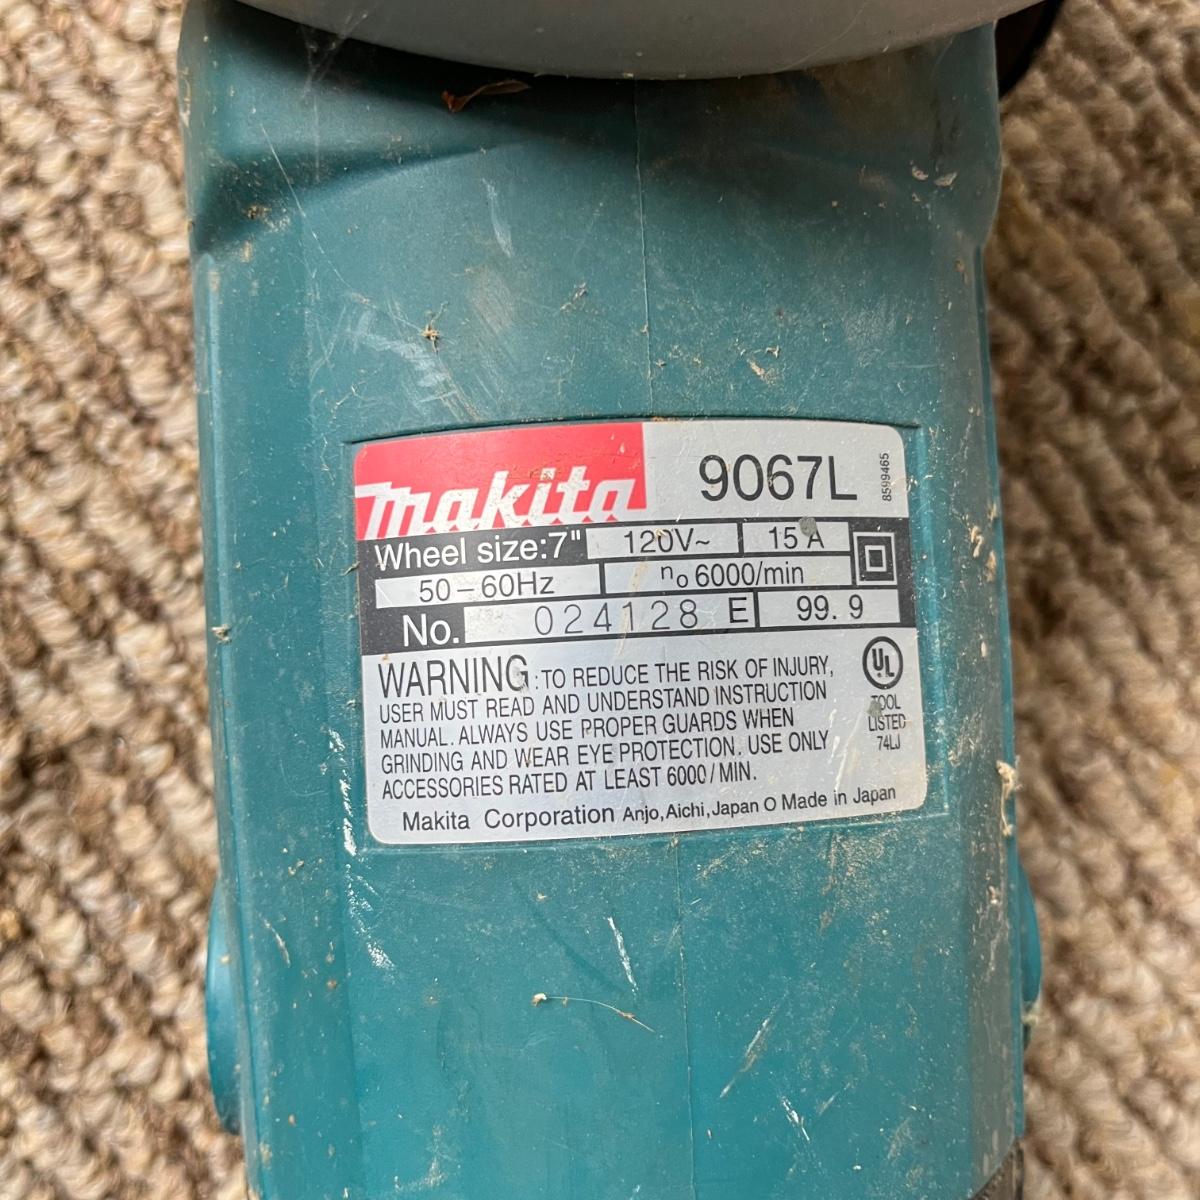 makita 9067L
8599465
Wheel size:7" 120V~ 15 A
50-60Hz no 6000/min
No. 024128 E 99.9
WARNING: TO REDUCE THE RISK OF INJURY,
USER MUST READ AND UNDERSTAND INSTRUCTION
MANUAL. ALWAYS USE PROPER GUARDS WHEN
GRINDING AND WEAR EYE PROTECTION. USE ONLY
ACCESSORIES RATED AT LEAST 6000/MIN.
UL
TOOL
LISTED
74LJ
Makita Corporation Anjo,Aichi,Japan O Made in Japan